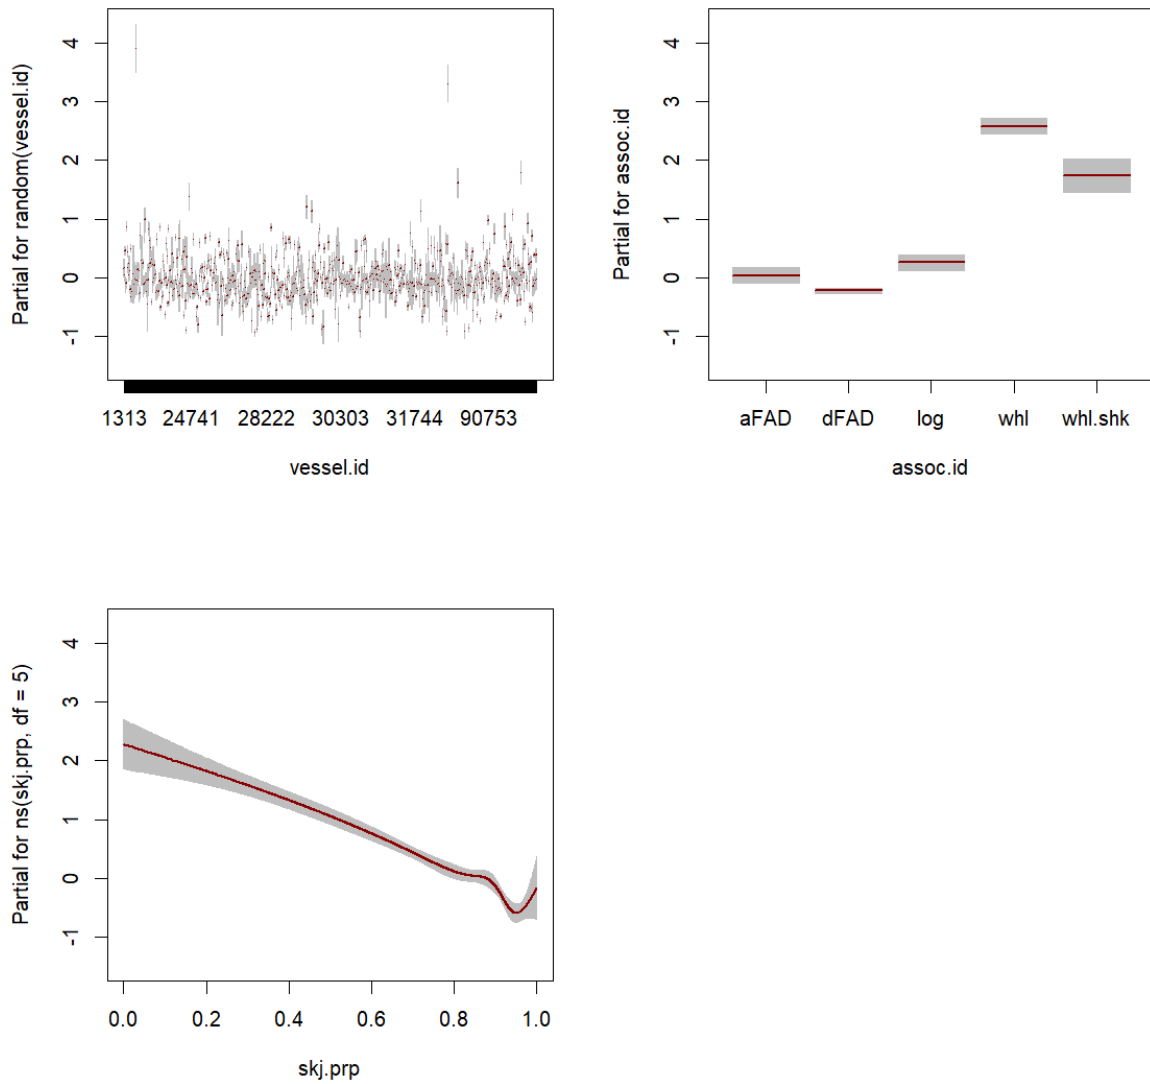 Partial for random(vessel.id)
4
3
2
1
0
-1
1313 24741 28222 30303 31744 90753
vessel.id
Partial for assoc.id
4
3
2
1
0
-1
aFAD dFAD log whl whl.shk
assoc.id
Partial for ns(skj.prp, df = 5)
4
3
2
1
0
-1
0.0 0.2 0.4 0.6 0.8 1.0
skj.prp